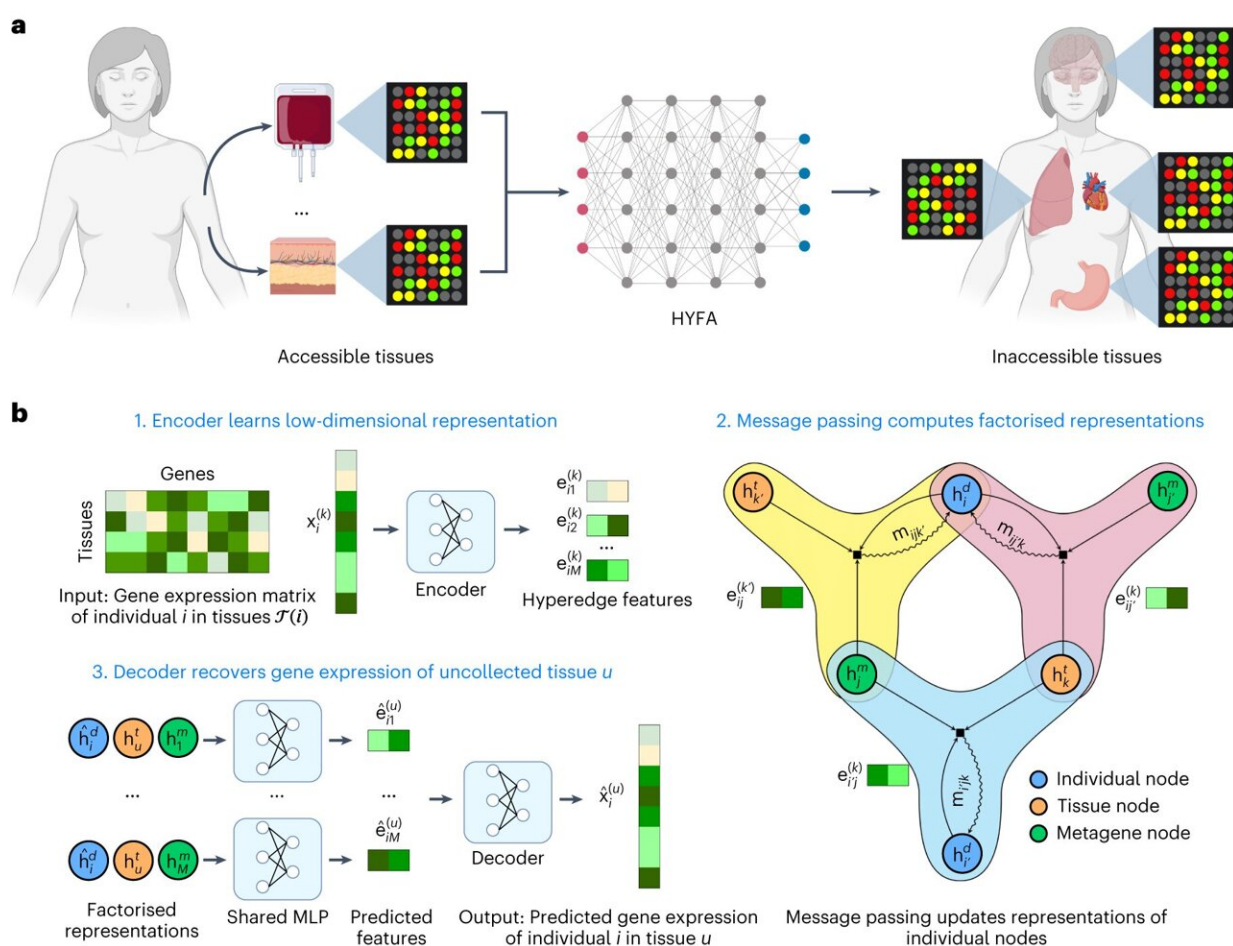 a
...
HYFA
Accessible tissues
Inaccessible tissues
b
1. Encoder learns low-dimensional representation
Genes
Tissues
x_i^(k)
Encoder
e_i1^(k)
e_i2^(k)
...
e_iM^(k)
Input: Gene expression matrix
of individual i in tissues 𝒯(i)
Hyperedge features
2. Message passing computes factorised representations
h_k'^t
h_i^d
h_j'^m
m_ijk'
m_ij'k
e_ij^(k')
e_ij'^(k)
h_j^m
h_k^t
e_i'j^(k)
m_i'jk
h_i'^d
Individual node
Tissue node
Metagene node
Message passing updates representations of
individual nodes
3. Decoder recovers gene expression of uncollected tissue u
ĥ_i^d h_u^t h_1^m
ê_i1^(u)
... ... ...
x̂_i^(u)
ĥ_i^d h_u^t h_M^m
ê_iM^(u)
Decoder
Factorised
representations
Shared MLP
Predicted
features
Output: Predicted gene expression
of individual i in tissue u